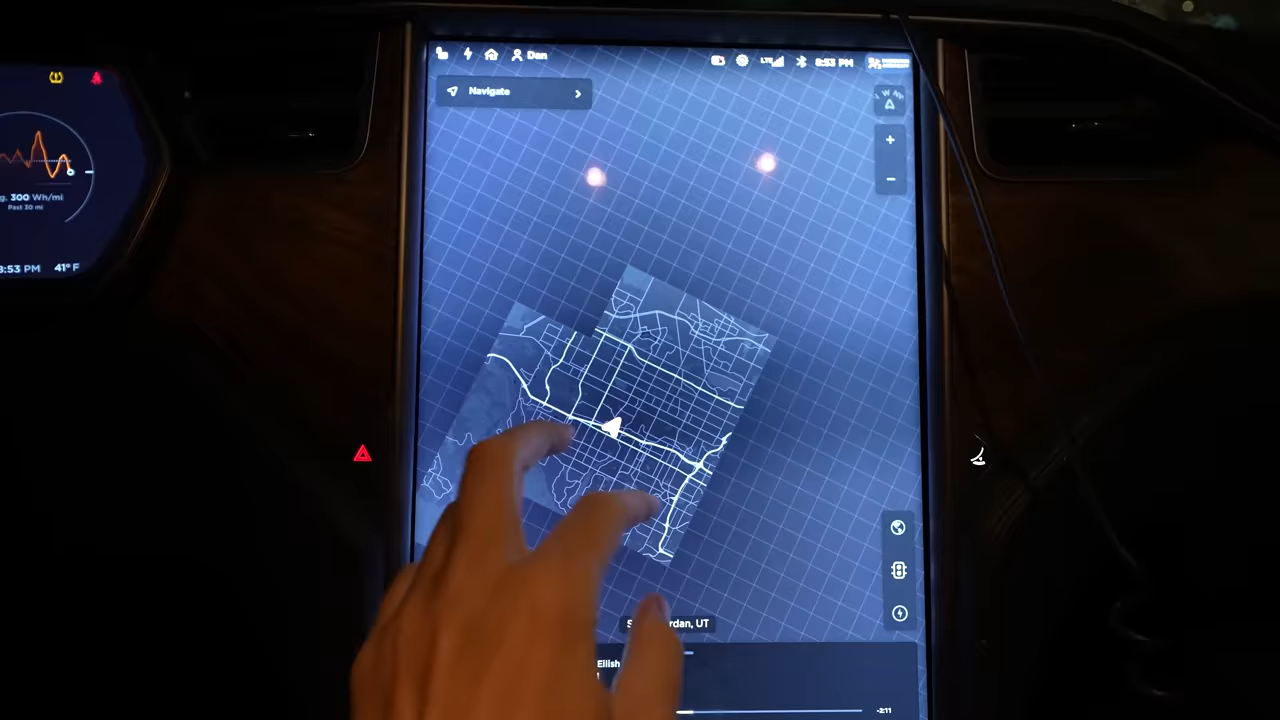 Dan
LTE
8:53 PM
Navigate
300 Wh/mi
Past 30 mi
:53 PM
41°F
rdan, UT
Eilish
-2:11